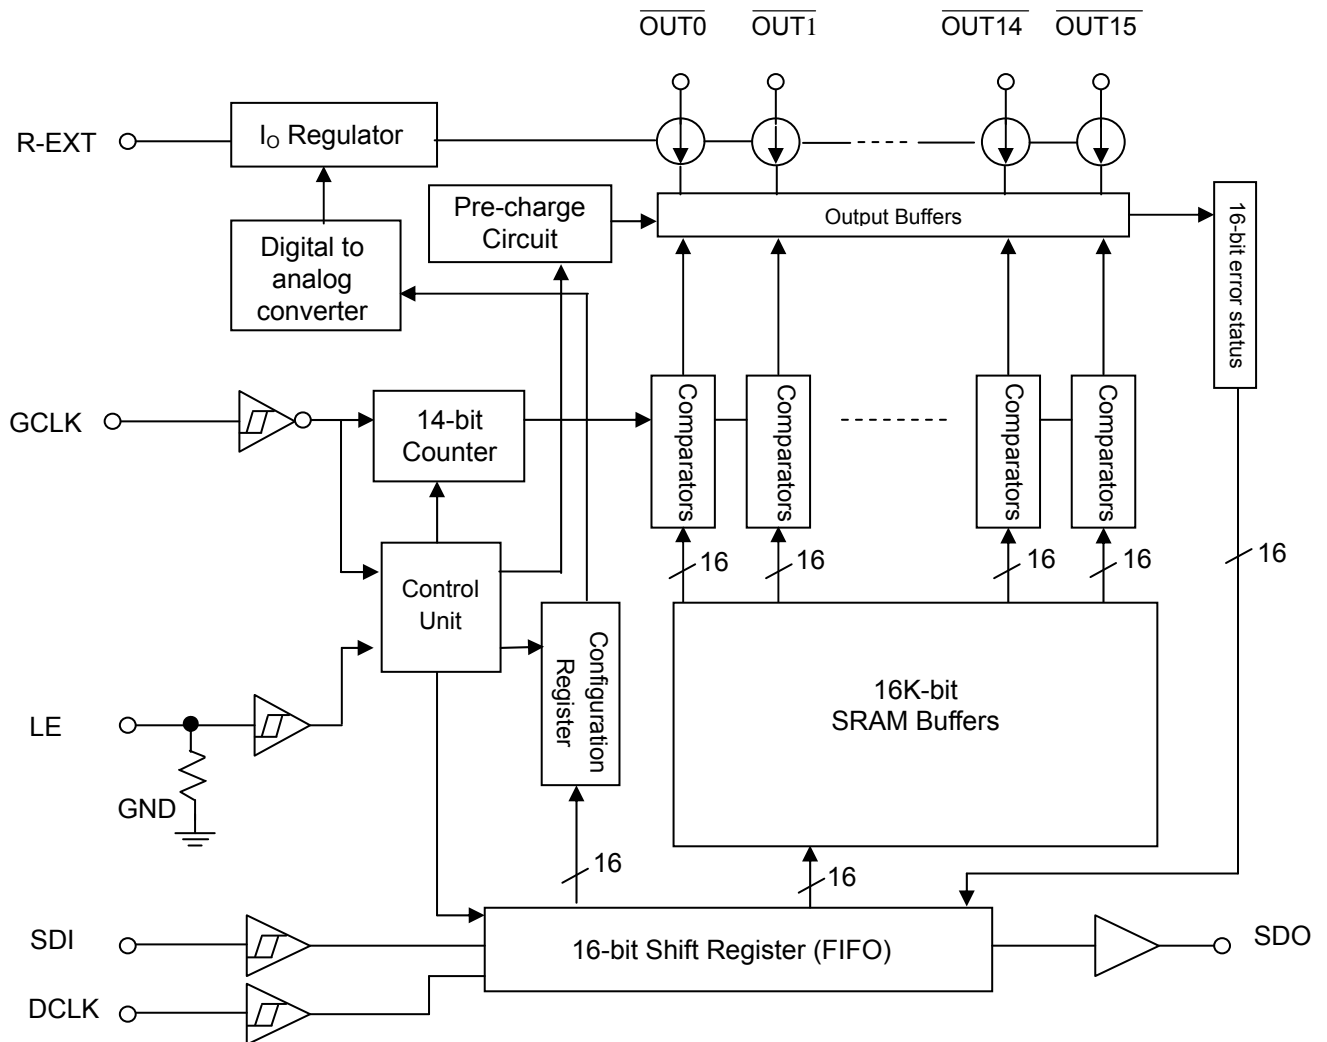 OUT0 OUT1 OUT14 OUT15
R-EXT
IO Regulator
Pre-charge
Circuit
Output Buffers
16-bit error status
Digital to
analog
converter
GCLK
14-bit
Counter
Comparators
Comparators
Comparators
Comparators
16
16
16
16
16
Control
Unit
Configuration
Register
16K-bit
SRAM Buffers
LE
GND
16
16
SDI
16-bit Shift Register (FIFO)
SDO
DCLK